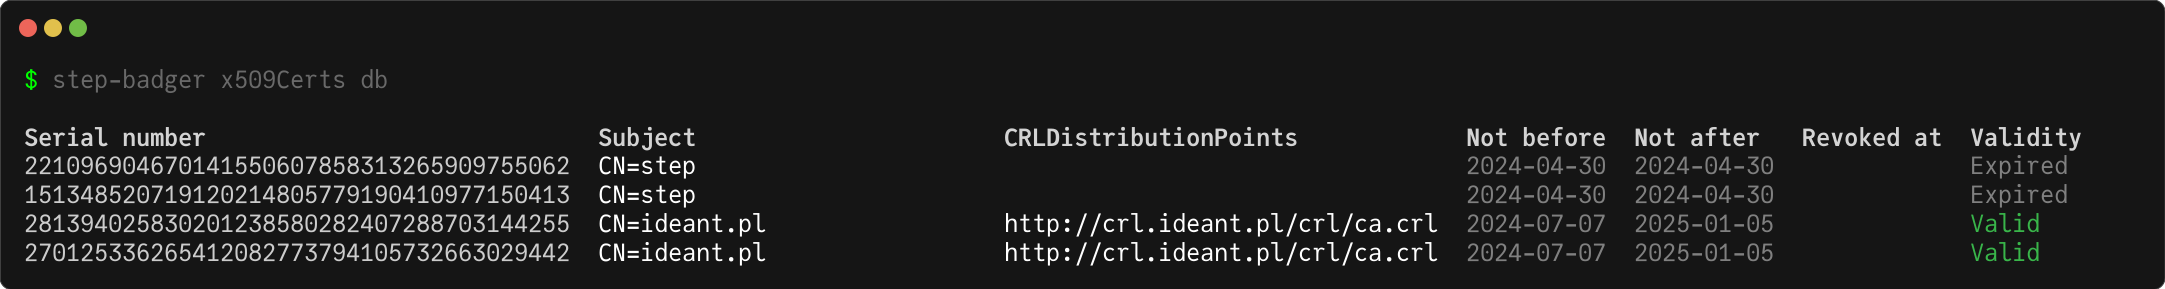 $ step-badger x509Certs db
Serial number Subject CRLDistributionPoints Not before Not after Revoked at Validity
221096904670141550607858313265909755062 CN=step 2024-04-30 2024-04-30 Expired
151348520719120214805779190410977150413 CN=step 2024-04-30 2024-04-30 Expired
281394025830201238580282407288703144255 CN=ideant.pl http://crl.ideant.pl/crl/ca.crl 2024-07-07 2025-01-05 Valid
270125336265412082773794105732663029442 CN=ideant.pl http://crl.ideant.pl/crl/ca.crl 2024-07-07 2025-01-05 Valid